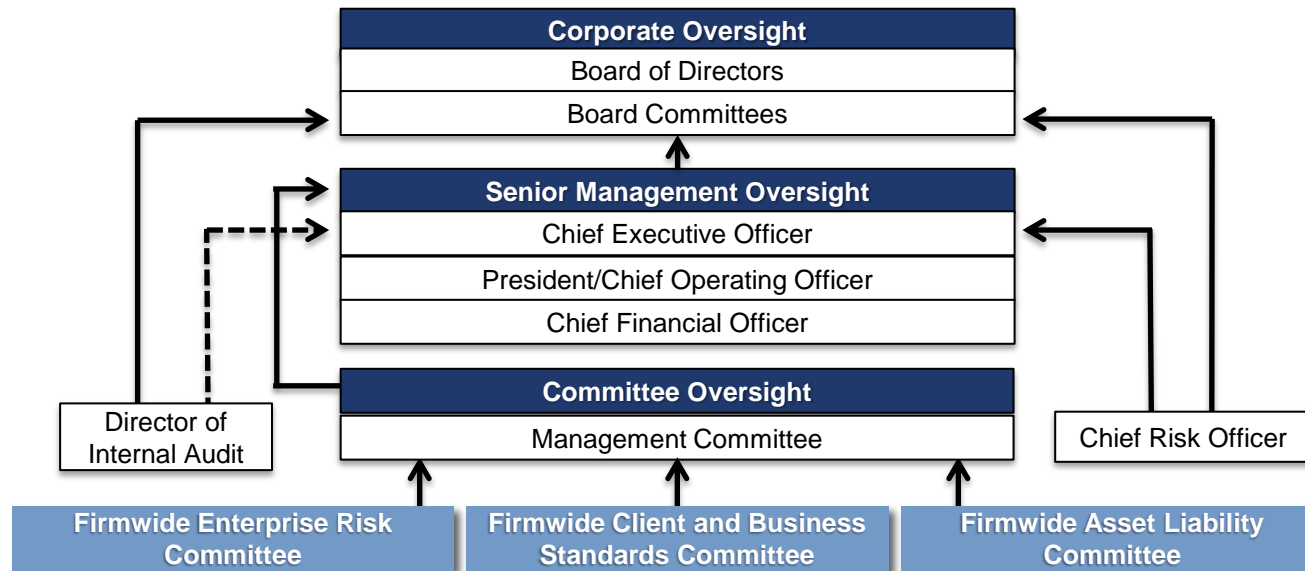 Corporate Oversight
Board of Directors
Board Committees
Senior Management Oversight
Chief Executive Officer
President/Chief Operating Officer
Chief Financial Officer
Committee Oversight
Management Committee
Director of
Internal Audit
Chief Risk Officer
Firmwide Enterprise Risk
Committee
Firmwide Client and Business
Standards Committee
Firmwide Asset Liability
Committee